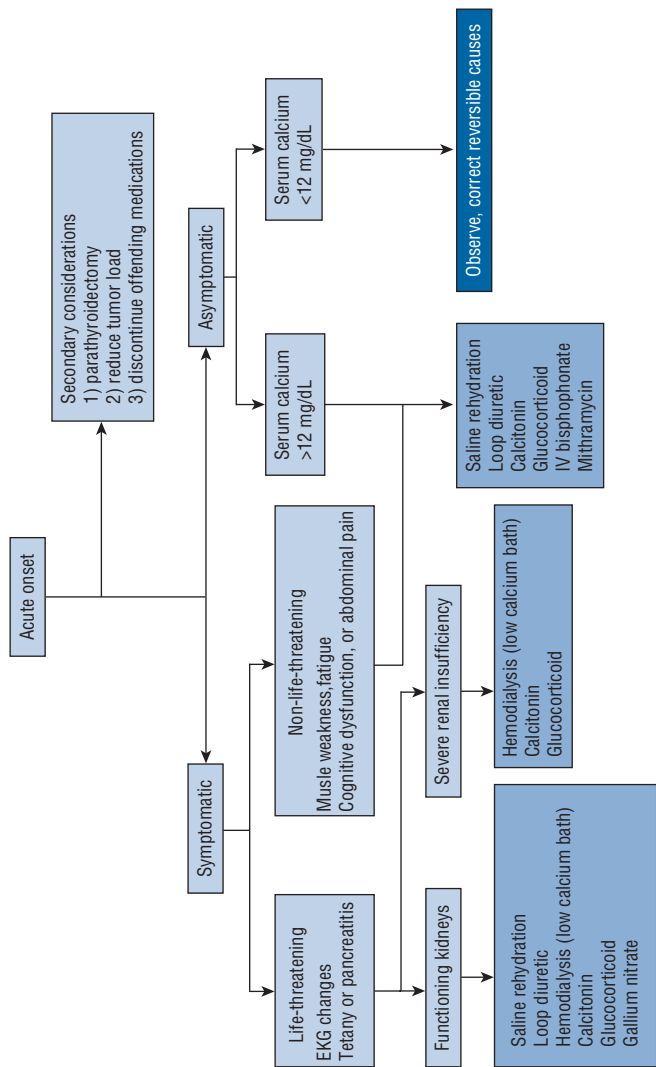 Acute onset
Secondary considerations
1) parathyroidectomy
2) reduce tumor load
3) discontinue offending medications
Symptomatic
Asymptomatic
Life-threatening
EKG changes
Tetany or pancreatitis
Non-life-threatening
Musle weakness,fatigue
Cognitive dysfunction, or abdominal pain
Serum calcium
>12 mg/dL
Serum calcium
<12 mg/dL
Functioning kidneys
Severe renal insufficiency
Saline rehydration
Loop diuretic
Hemodialysis (low calcium bath)
Calcitonin
Glucocorticoid
Gallium nitrate
Hemodialysis (low calcium bath)
Calcitonin
Glucocorticoid
Saline rehydration
Loop diuretic
Calcitonin
Glucocorticoid
IV bisphophonate
Mithramycin
Observe, correct reversible causes